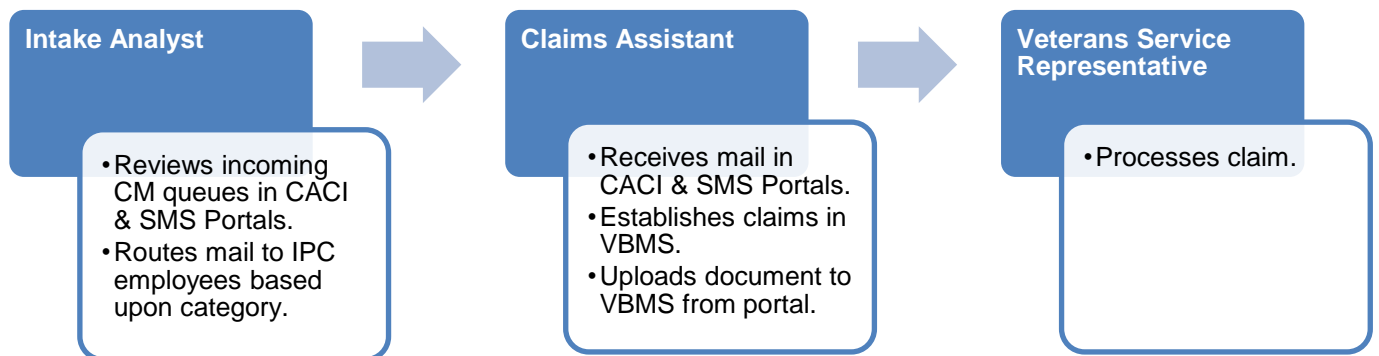 Intake Analyst
•Reviews incoming
CM queues in CACI
& SMS Portals.
•Routes mail to IPC
employees based
upon category.
Claims Assistant
•Receives mail in
CACI & SMS Portals.
•Establishes claims in
VBMS.
•Uploads document to
VBMS from portal.
Veterans Service
Representative
•Processes claim.